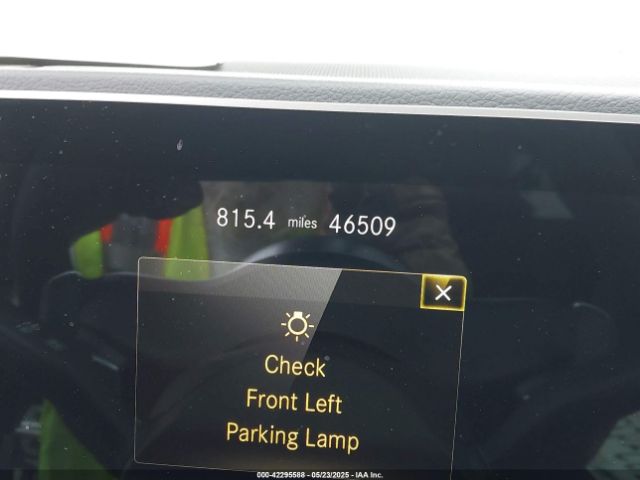 815.4 miles 46509
Check
Front Left
Parking Lamp
000-42295588 - 05/23/2025 - IAA Inc.